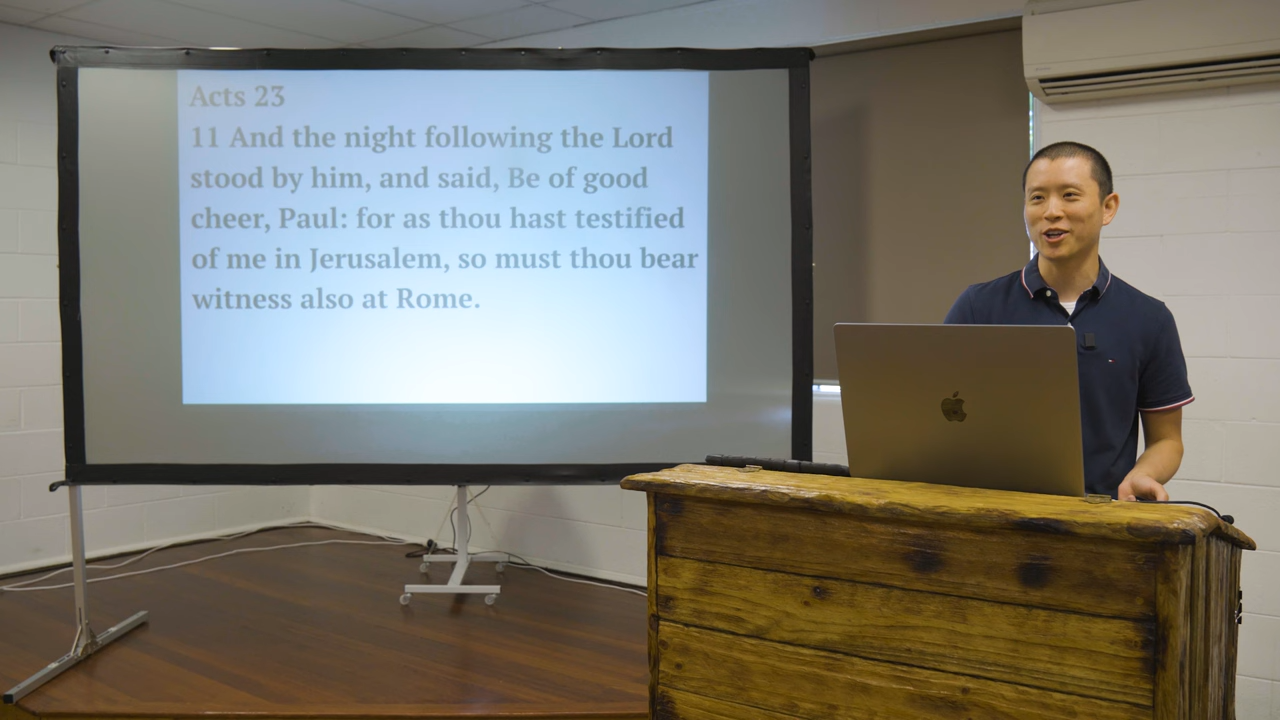 Acts 23
11 And the night following the Lord
stood by him, and said, Be of good
cheer, Paul: for as thou hast testified
of me in Jerusalem, so must thou bear
witness also at Rome.